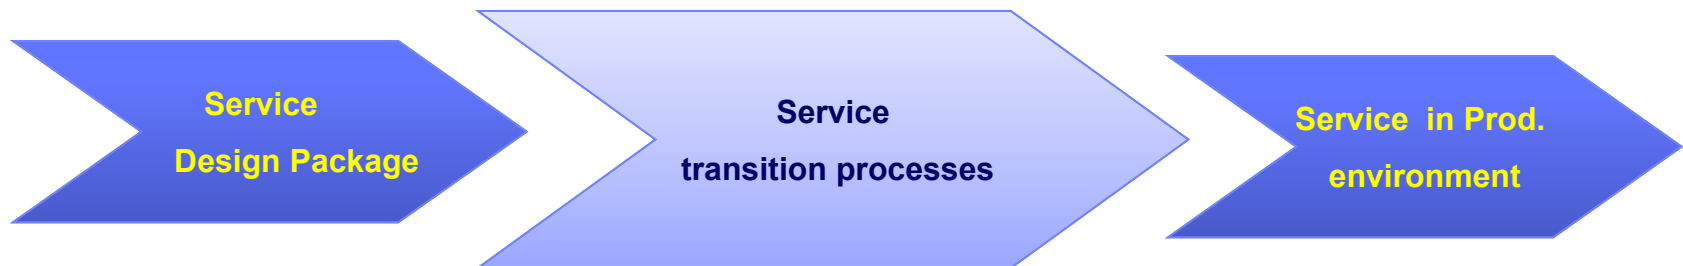 Service
Design Package
Service
transition processes
Service in Prod.
environment